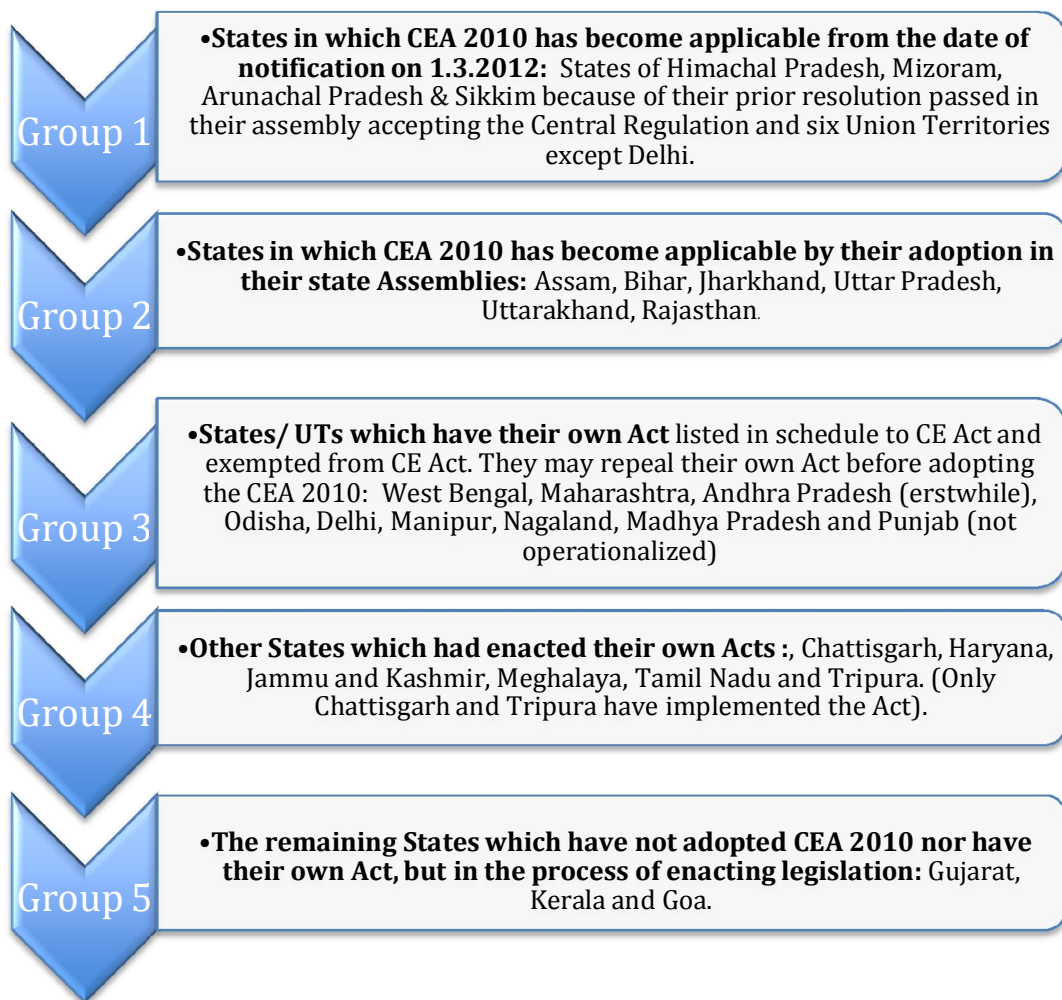 Group 1
•States in which CEA 2010 has become applicable from the date of
notification on 1.3.2012: States of Himachal Pradesh, Mizoram,
Arunachal Pradesh & Sikkim because of their prior resolution passed in
their assembly accepting the Central Regulation and six Union Territories
except Delhi.
Group 2
•States in which CEA 2010 has become applicable by their adoption in
their state Assemblies: Assam, Bihar, Jharkhand, Uttar Pradesh,
Uttarakhand, Rajasthan.
Group 3
•States/ UTs which have their own Act listed in schedule to CE Act and
exempted from CE Act. They may repeal their own Act before adopting
the CEA 2010: West Bengal, Maharashtra, Andhra Pradesh (erstwhile),
Odisha, Delhi, Manipur, Nagaland, Madhya Pradesh and Punjab (not
operationalized)
Group 4
•Other States which had enacted their own Acts :, Chattisgarh, Haryana,
Jammu and Kashmir, Meghalaya, Tamil Nadu and Tripura. (Only
Chattisgarh and Tripura have implemented the Act).
Group 5
•The remaining States which have not adopted CEA 2010 nor have
their own Act, but in the process of enacting legislation: Gujarat,
Kerala and Goa.